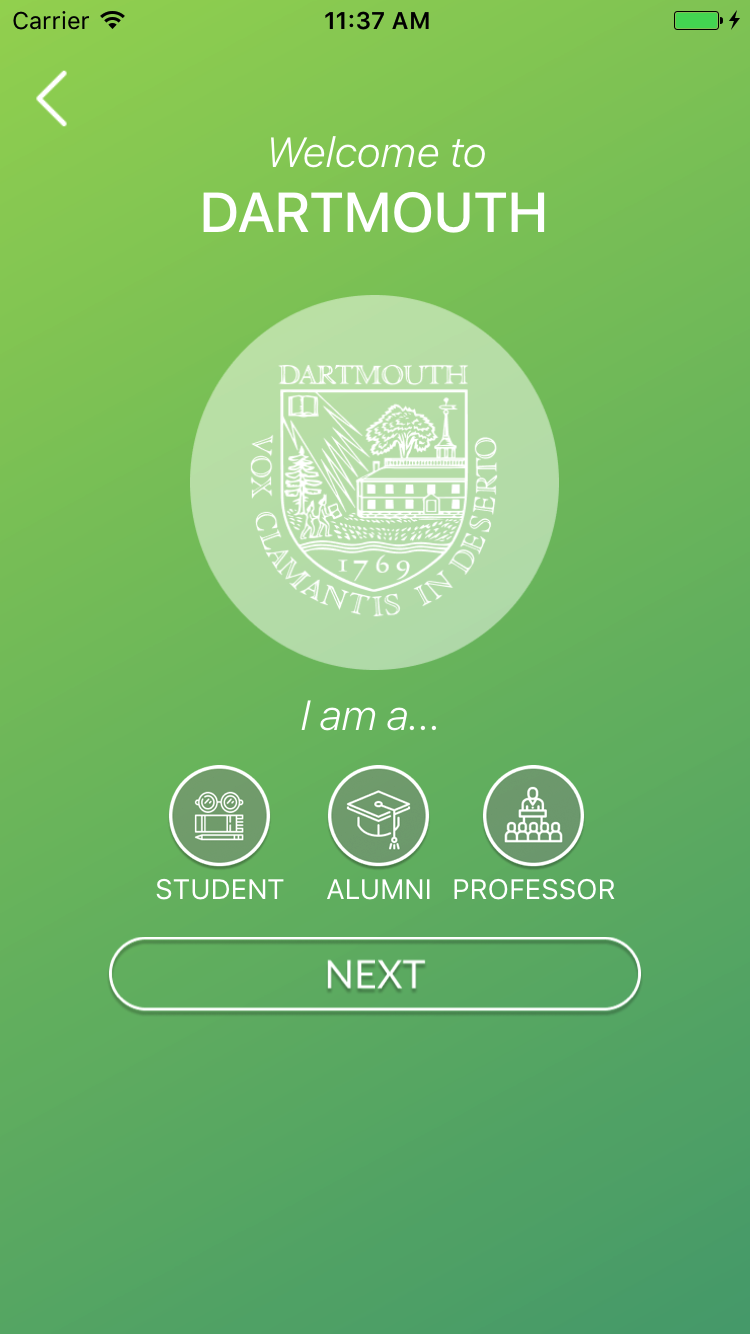 Carrier 11:37 AM
Welcome to
DARTMOUTH
DARTMOUTH
VOX CLAMANTIS IN DESERTO
1769
I am a...
STUDENT ALUMNI PROFESSOR
NEXT